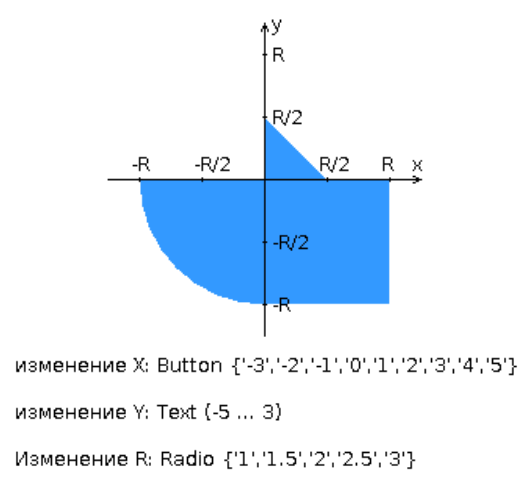 y
R
R/2
-R -R/2 R/2 R x
-R/2
-R
изменение X: Button {'-3','-2','-1','0','1','2','3','4','5'}
изменение Y: Text (-5 ... 3)
Изменение R: Radio {'1','1.5','2','2.5','3'}